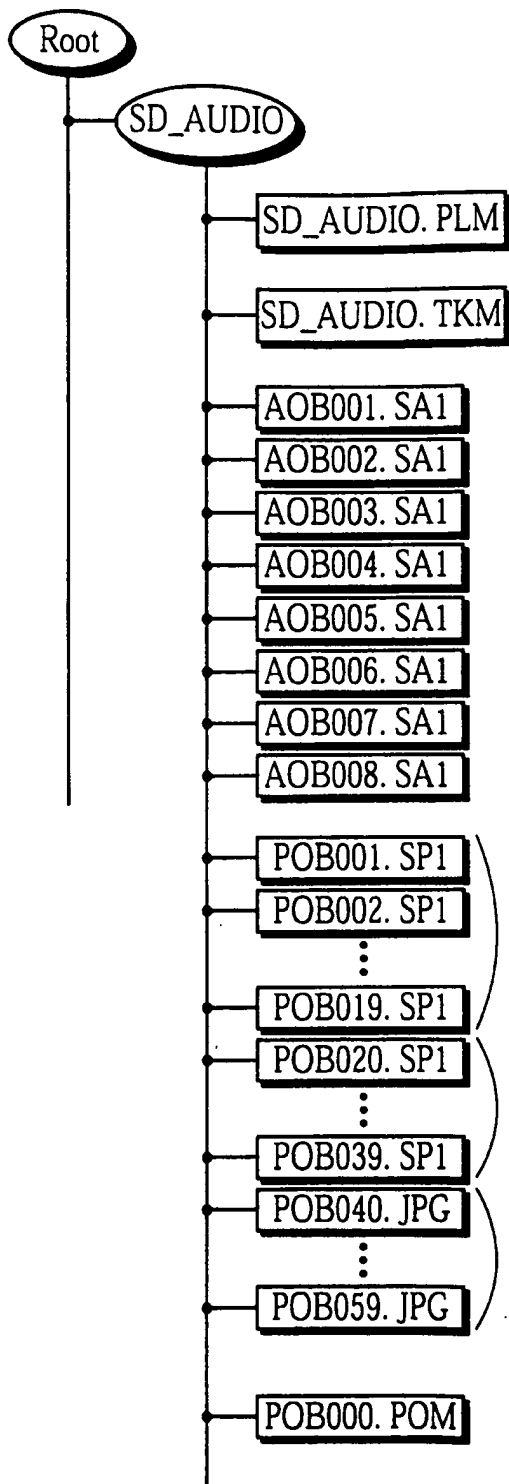 Root
SD_AUDIO
SD_AUDIO. PLM
SD_AUDIO. TKM
AOB001. SA1
AOB002. SA1
AOB003. SA1
AOB004. SA1
AOB005. SA1
AOB006. SA1
AOB007. SA1
AOB008. SA1
POB001. SP1
POB002. SP1
POB019. SP1
POB020. SP1
POB039. SP1
POB040. JPG
POB059. JPG
POB000. POM